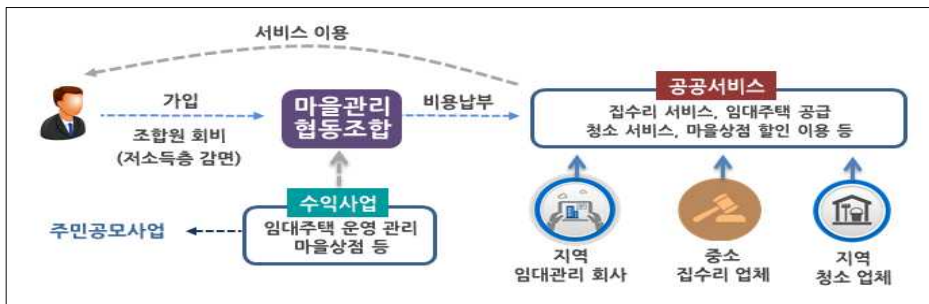 서비스 이용
가입
조합원 회비
(저소득층 감면)
마을관리
협동조합
비용납부
공공서비스
집수리 서비스, 임대주택 공급
청소 서비스, 마을상점 할인 이용 등
수익사업
임대주택 운영 관리
마을상점 등
주민공모사업
지역
임대관리 회사
중소
집수리 업체
지역
청소 업체